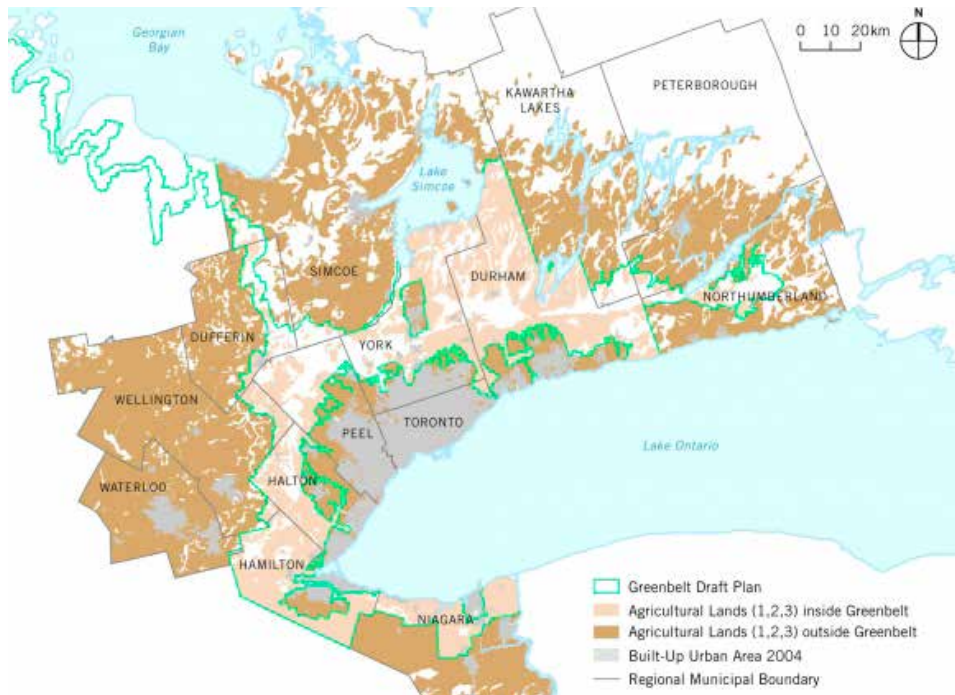 Georgian
Bay
N
0 10 20km
KAWARTHA
LAKES
PETERBOROUGH
Lake
Simcoe
SIMCOE
DURHAM
NORTHUMBERLAND
DUFFERIN
YORK
WELLINGTON
PEEL
TORONTO
Lake Ontario
WATERLOO
HALTON
HAMILTON
NIAGARA
Greenbelt Draft Plan
Agricultural Lands (1,2,3) inside Greenbelt
Agricultural Lands (1,2,3) outside Greenbelt
Built-Up Urban Area 2004
Regional Municipal Boundary